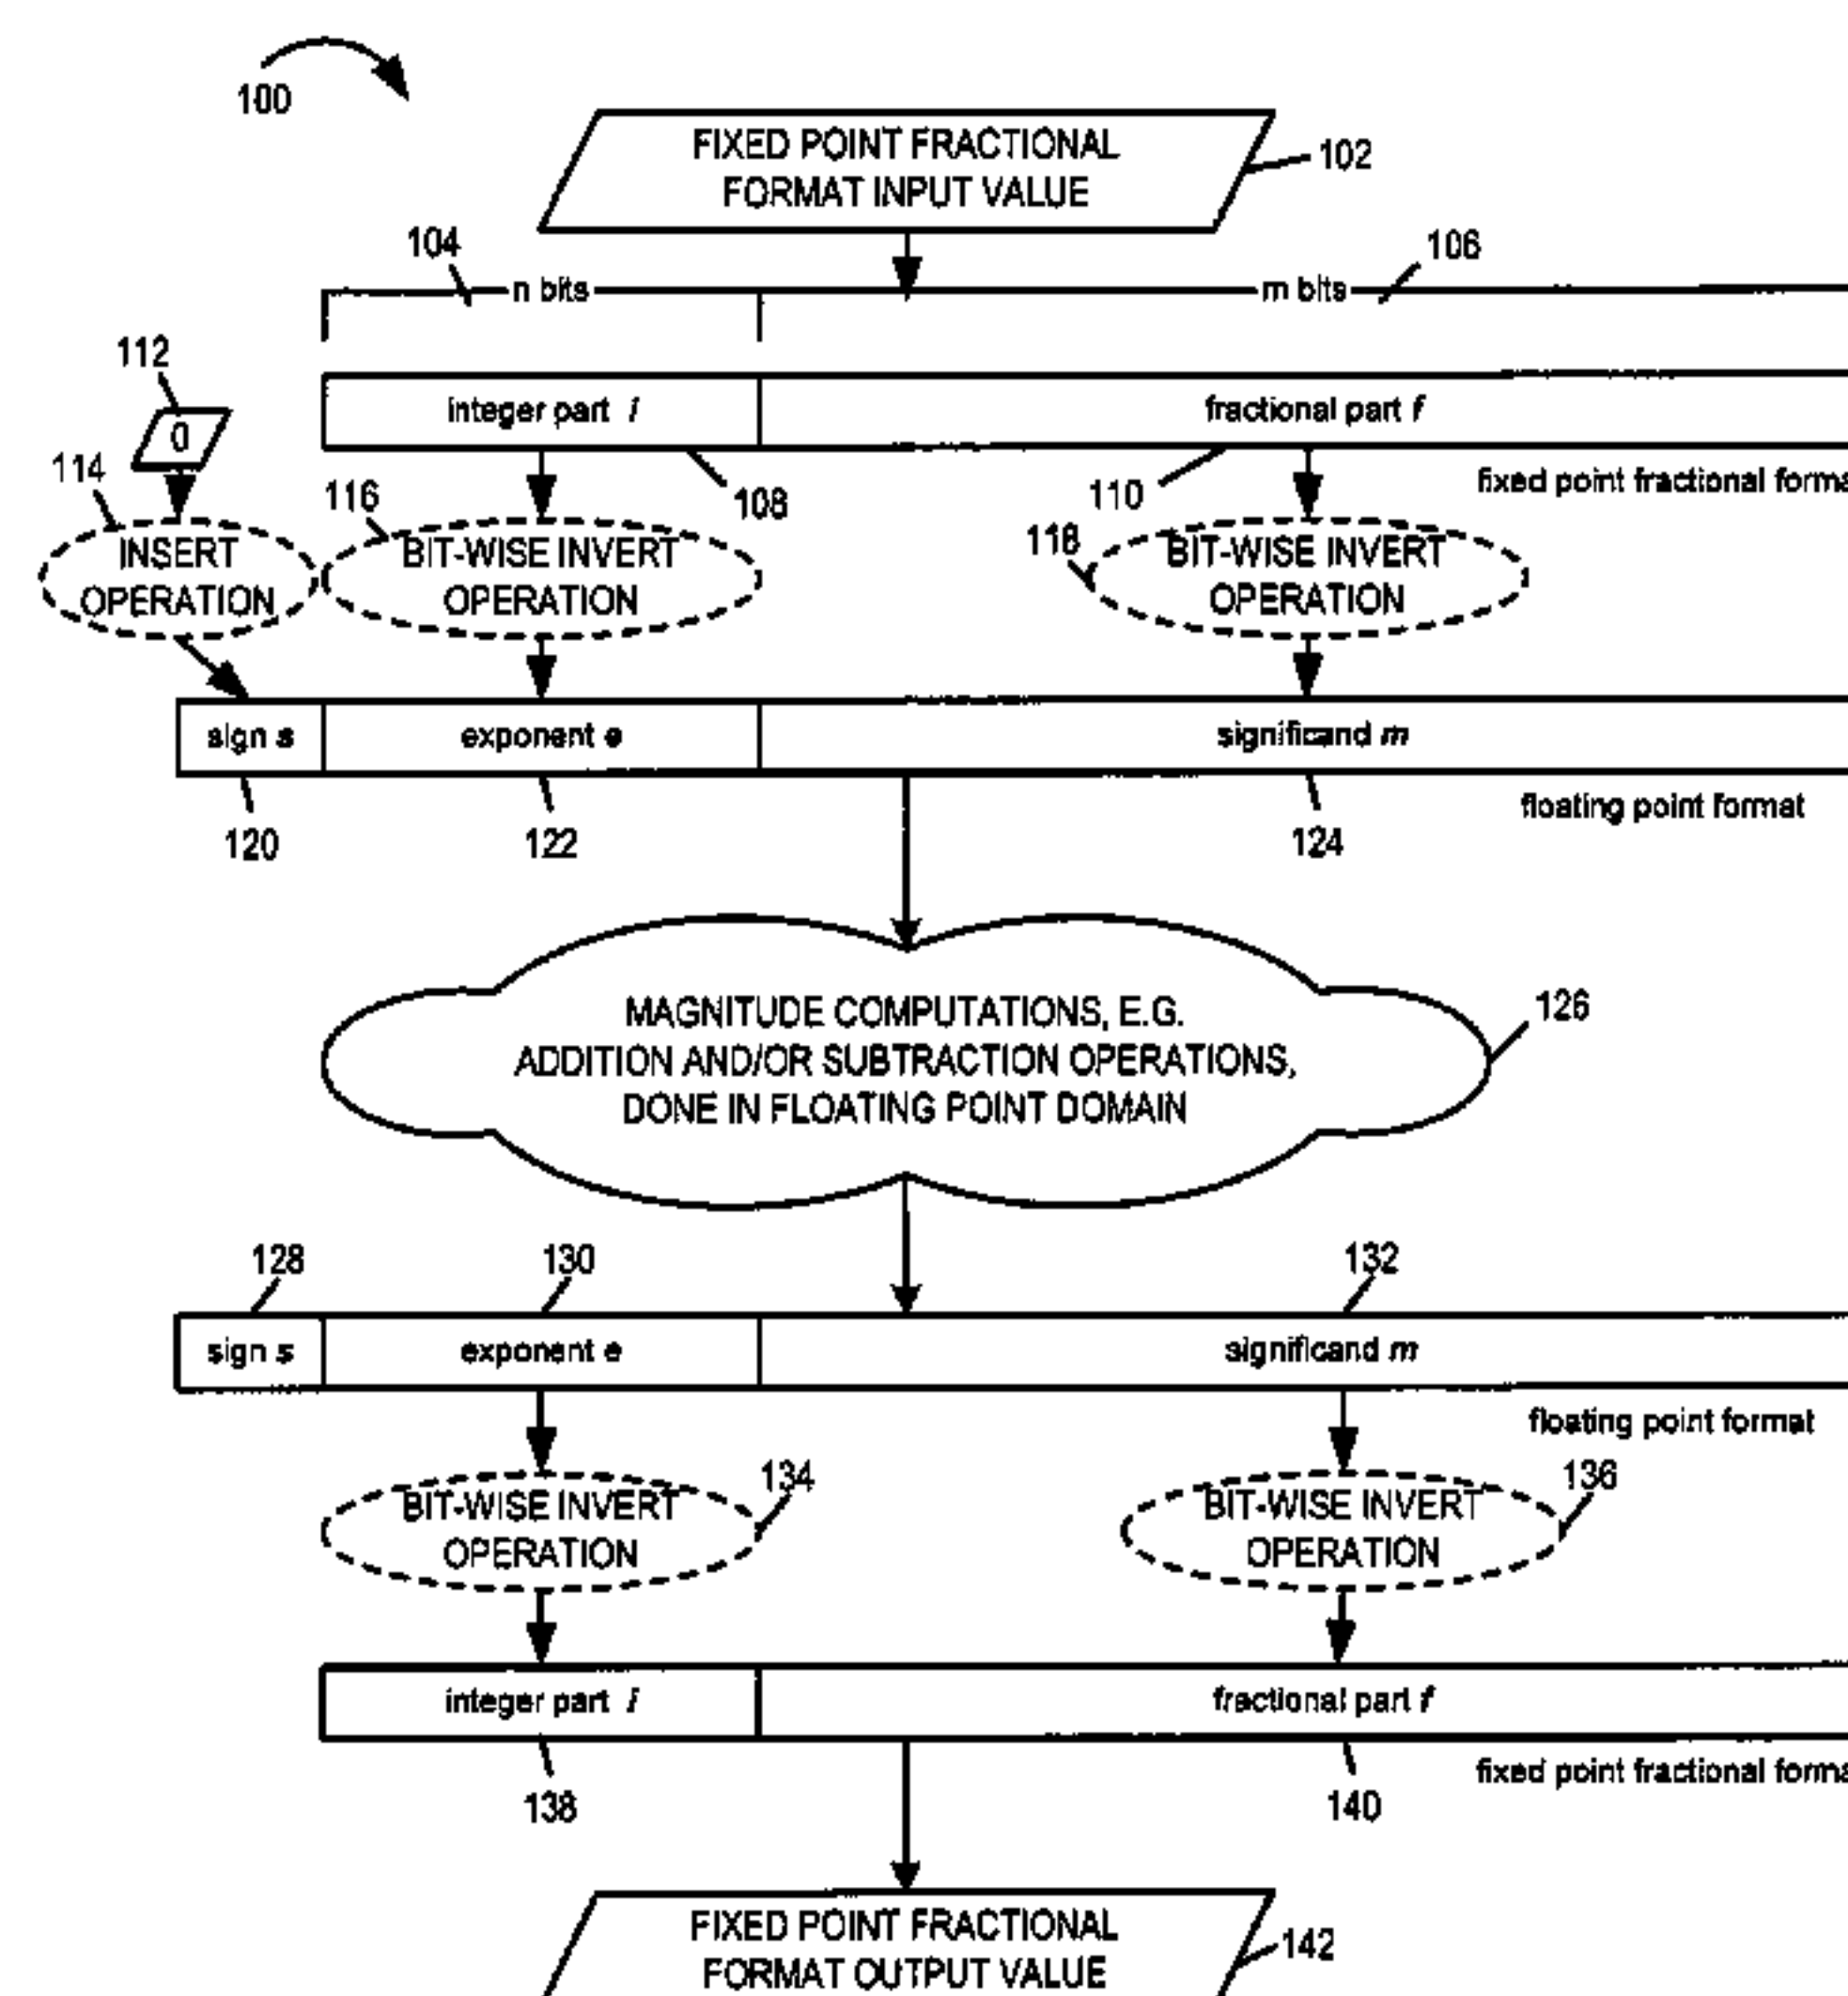 100
FIXED POINT FRACTIONAL
FORMAT INPUT VALUE
102
104
n bits
m bits
106
112
0
integer part i
fractional part f
114
116
108
110
118
fixed point fractional forma
INSERT
OPERATION
BIT-WISE INVERT
OPERATION
BIT-WISE INVERT
OPERATION
sign s
exponent e
significand m
120
122
124
floating point format
MAGNITUDE COMPUTATIONS, E.G.
ADDITION AND/OR SUBTRACTION OPERATIONS,
DONE IN FLOATING POINT DOMAIN
126
128
130
132
sign s
exponent e
significand m
floating point format
134
136
BIT-WISE INVERT
OPERATION
BIT-WISE INVERT
OPERATION
integer part i
fractional part f
138
140
fixed point fractional forma
FIXED POINT FRACTIONAL
FORMAT OUTPUT VALUE
142